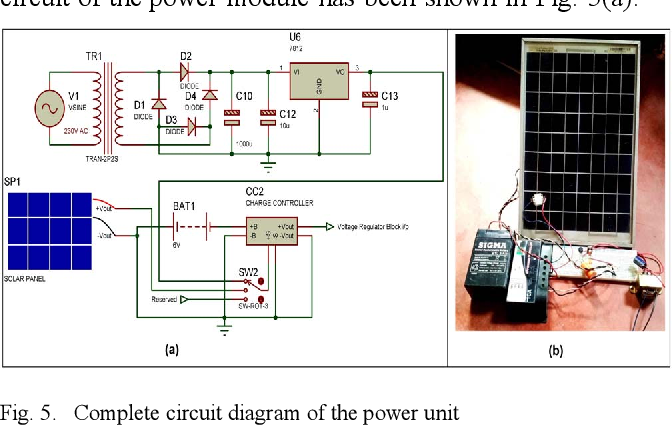 circuit of the power module has been shown in Fig. 5(a).
U6
7812
TR1
D2
DIODE
1
VI
VO
3
GND
2
V1
VSINE
230V AC
D1
DIODE
D4
DIODE
D3
DIODE
C10
1000u
C12
10u
C13
1u
TRAN-2P2S
SP1
+Vout
-Vout
SOLAR PANEL
BAT1
6V
CC2
CHARGE CONTROLLER
+B
-B
+Vout
-Vout
Voltage Regulator Block i/p
SW2
Reserved
SW-ROT-3
SIGMA
(a)
(b)
Fig. 5. Complete circuit diagram of the power unit